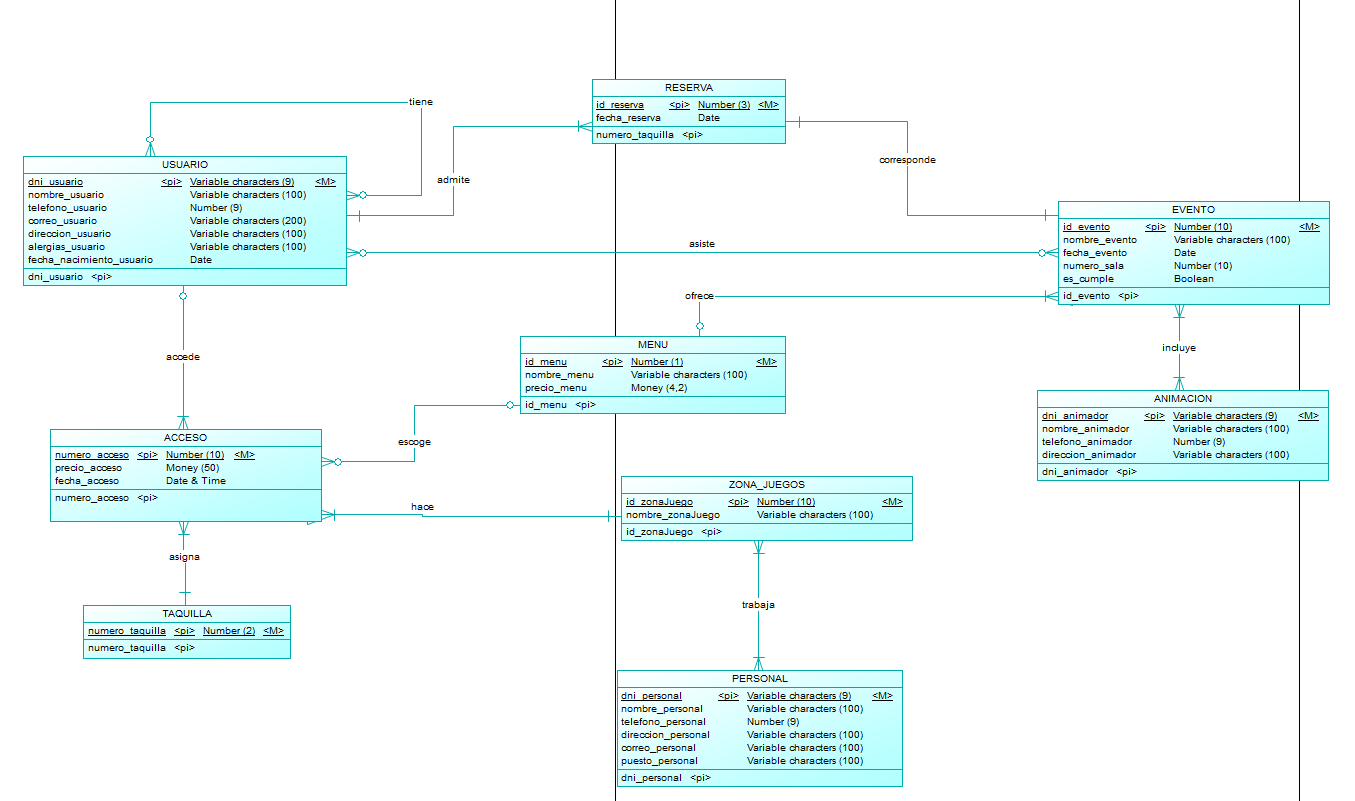 tiene
RESERVA
id_reserva <pi> Number (3) <M>
fecha_reserva Date
numero_taquilla <pi>
corresponde
admite
USUARIO
dni_usuario <pi> Variable characters (9) <M>
nombre_usuario Variable characters (100)
telefono_usuario Number (9)
correo_usuario Variable characters (200)
direccion_usuario Variable characters (100)
alergias_usuario Variable characters (100)
fecha_nacimiento_usuario Date
dni_usuario <pi>
asiste
EVENTO
id_evento <pi> Number (10) <M>
nombre_evento Variable characters (100)
fecha_evento Date
numero_sala Number (10)
es_cumple Boolean
id_evento <pi>
ofrece
accede
MENU
id_menu <pi> Number (1) <M>
nombre_menu Variable characters (100)
precio_menu Money (4,2)
id_menu <pi>
incluye
ANIMACION
dni_animador <pi> Variable characters (9) <M>
nombre_animador Variable characters (100)
telefono_animador Number (9)
direccion_animador Variable characters (100)
dni_animador <pi>
escoge
ACCESO
numero_acceso <pi> Number (10) <M>
precio_acceso Money (50)
fecha_acceso Date & Time
numero_acceso <pi>
hace
ZONA_JUEGOS
id_zonaJuego <pi> Number (10) <M>
nombre_zonaJuego Variable characters (100)
id_zonaJuego <pi>
asigna
TAQUILLA
numero_taquilla <pi> Number (2) <M>
numero_taquilla <pi>
trabaja
PERSONAL
dni_personal <pi> Variable characters (9) <M>
nombre_personal Variable characters (100)
telefono_personal Number (9)
direccion_personal Variable characters (100)
correo_personal Variable characters (100)
puesto_personal Variable characters (100)
dni_personal <pi>